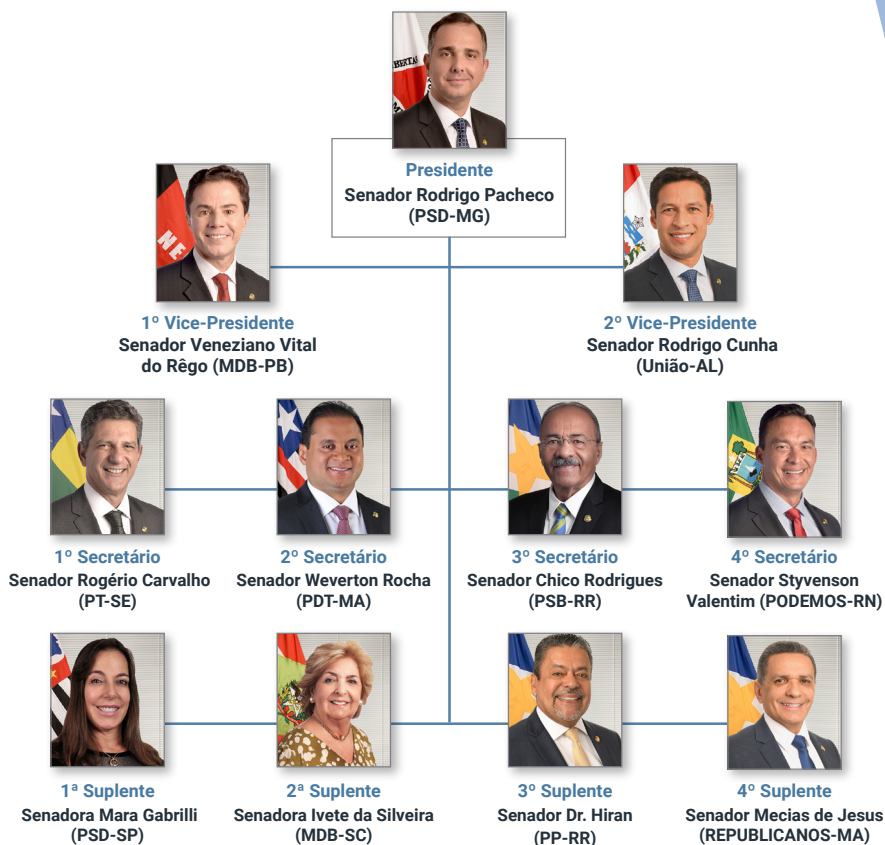 BERTAS
Presidente
Senador Rodrigo Pacheco
(PSD-MG)
NE
1º Vice-Presidente
Senador Veneziano Vital
do Rêgo (MDB-PB)
2º Vice-Presidente
Senador Rodrigo Cunha
(União-AL)
1º Secretário
Senador Rogério Carvalho
(PT-SE)
2º Secretário
Senador Weverton Rocha
(PDT-MA)
3º Secretário
Senador Chico Rodrigues
(PSB-RR)
4º Secretário
Senador Styvenson
Valentim (PODEMOS-RN)
1ª Suplente
Senadora Mara Gabrilli
(PSD-SP)
2ª Suplente
Senadora Ivete da Silveira
(MDB-SC)
3º Suplente
Senador Dr. Hiran
(PP-RR)
4º Suplente
Senador Mecias de Jesus
(REPUBLICANOS-MA)